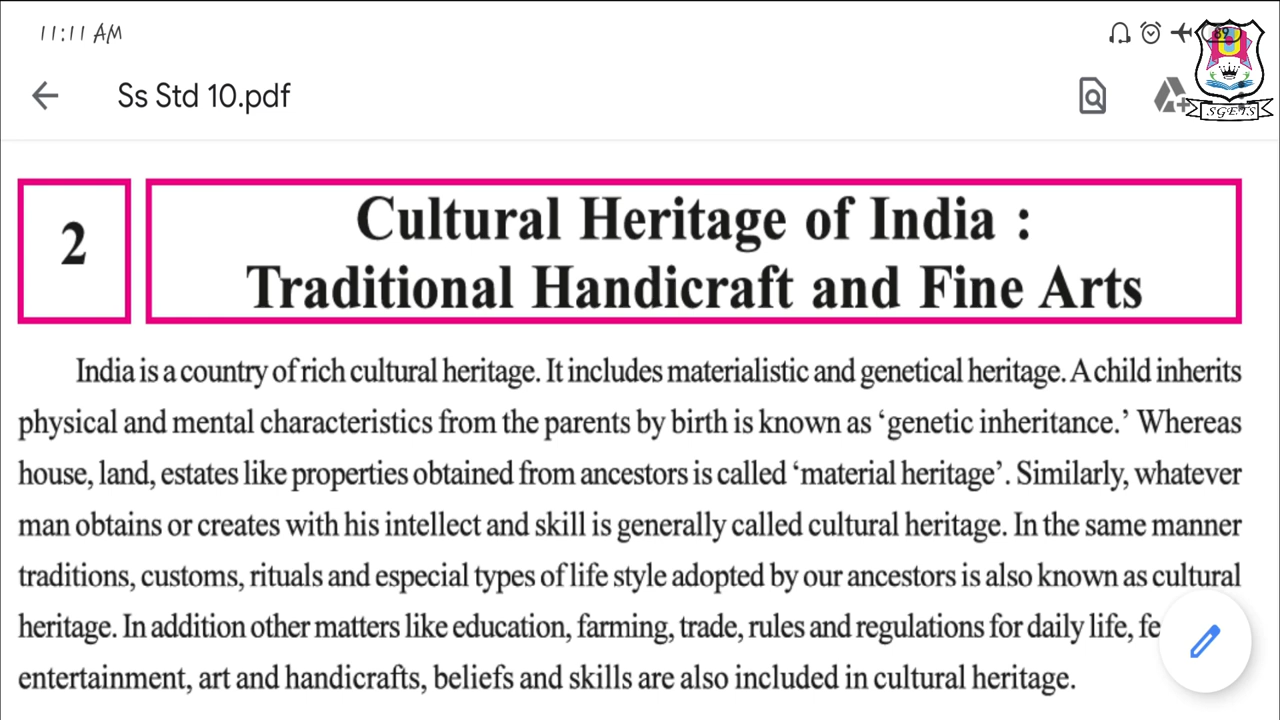 11:11 AM
89
Ss Std 10.pdf
SGETS
2
Cultural Heritage of India :
Traditional Handicraft and Fine Arts
India is a country of rich cultural heritage. It includes materialistic and genetical heritage. A child inherits
physical and mental characteristics from the parents by birth is known as ‘genetic inheritance.’ Whereas
house, land, estates like properties obtained from ancestors is called ‘material heritage’. Similarly, whatever
man obtains or creates with his intellect and skill is generally called cultural heritage. In the same manner
traditions, customs, rituals and especial types of life style adopted by our ancestors is also known as cultural
heritage. In addition other matters like education, farming, trade, rules and regulations for daily life,
entertainment, art and handicrafts, beliefs and skills are also included in cultural heritage.